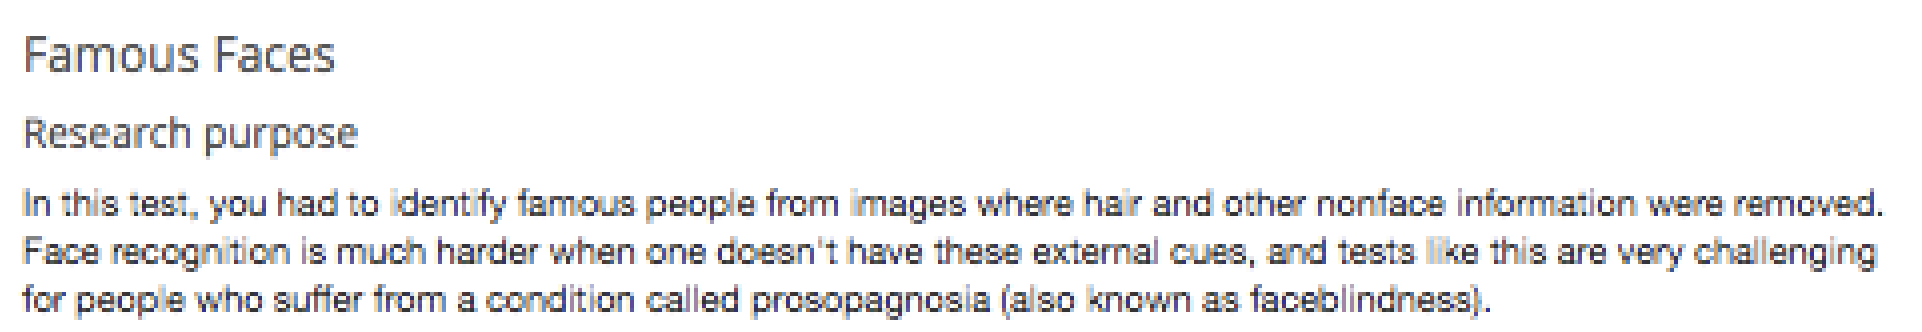 Famous Faces
Research purpose
In this test, you had to identify famous people from images where hair and other nonface information were removed.
Face recognition is much harder when one doesn't have these external cues, and tests like this are very challenging
for people who suffer from a condition called prosopagnosia (also known as faceblindness).